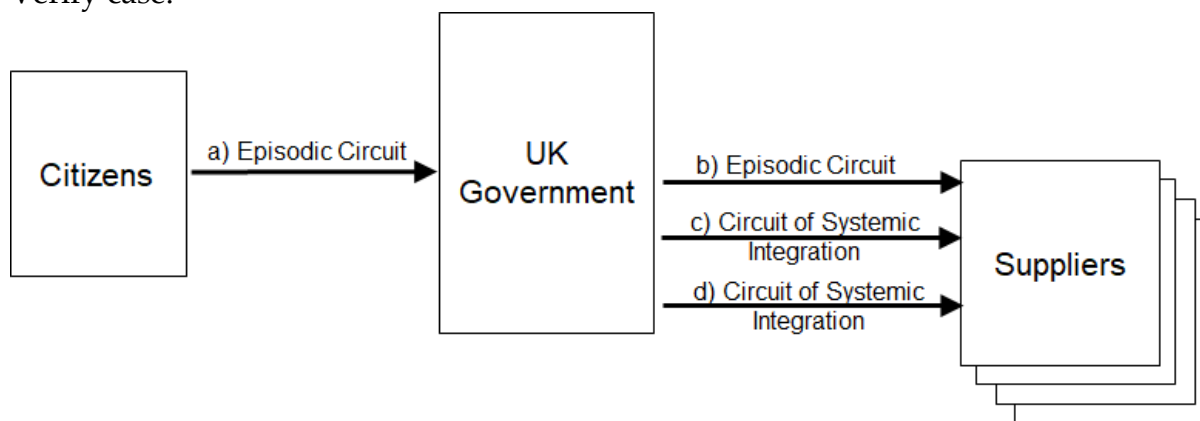 Verify case.
Citizens
a) Episodic Circuit
UK
Government
b) Episodic Circuit
c) Circuit of Systemic
Integration
d) Circuit of Systemic
Integration
Suppliers